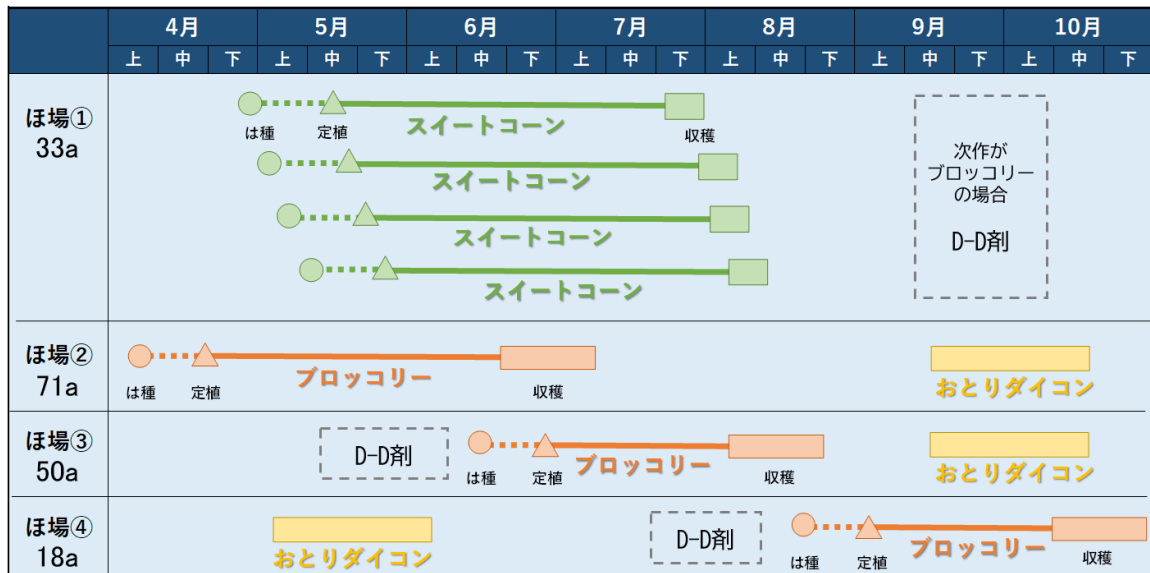 4月 5月 6月 7月 8月 9月 10月
上 中 下 上 中 下 上 中 下 上 中 下 上 中 下 上 中 下 上 中 下
ほ場①
33a
は種 定植 スイートコーン 収穫
スイートコーン
スイートコーン
スイートコーン
次作が
ブロッコリー
の場合
D-D剤
ほ場②
71a
は種 定植 ブロッコリー 収穫 おとりダイコン
ほ場③
50a
D-D剤 は種 定植 ブロッコリー 収穫 おとりダイコン
ほ場④
18a
おとりダイコン D-D剤 は種 定植 ブロッコリー 収穫